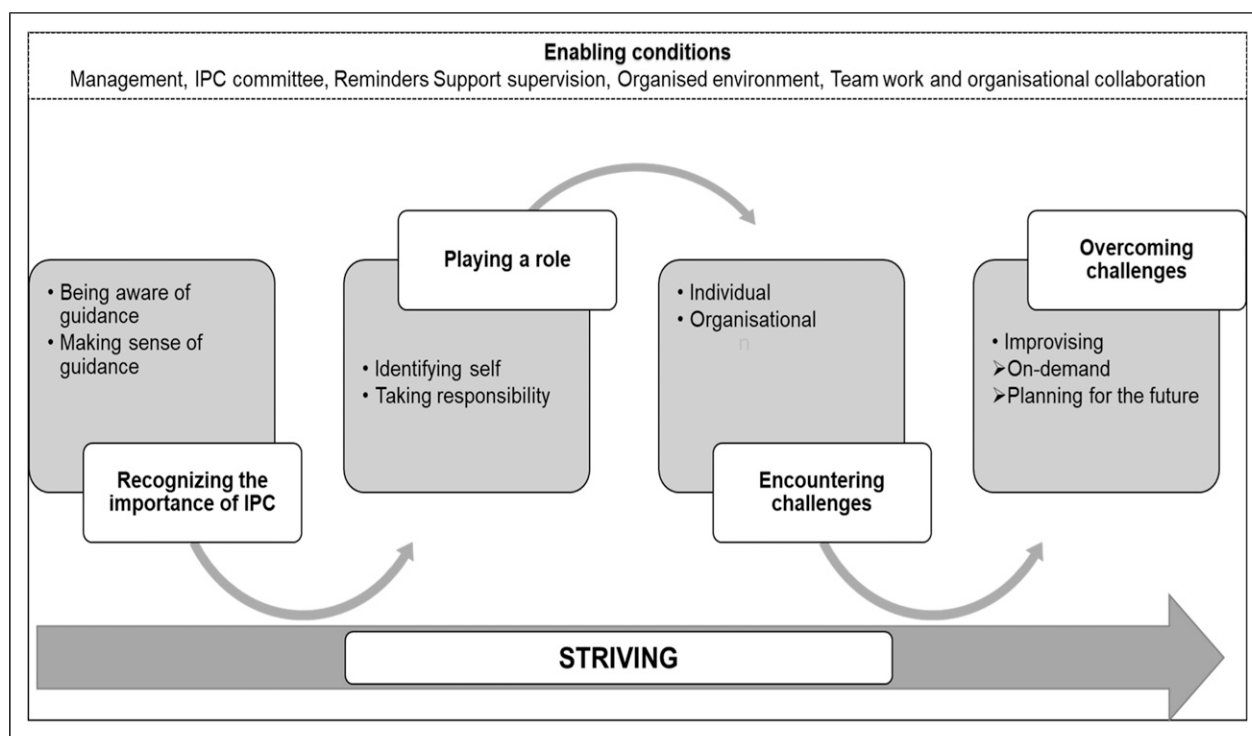 Enabling conditions
Management, IPC committee, Reminders Support supervision, Organised environment, Team work and organisational collaboration
• Being aware of
guidance
• Making sense of
guidance
Recognizing the
importance of IPC
Playing a role
• Identifying self
• Taking responsibility
• Individual
• Organisational
n
Encountering
challenges
Overcoming
challenges
• Improvising
➢On-demand
➢Planning for the future
STRIVING